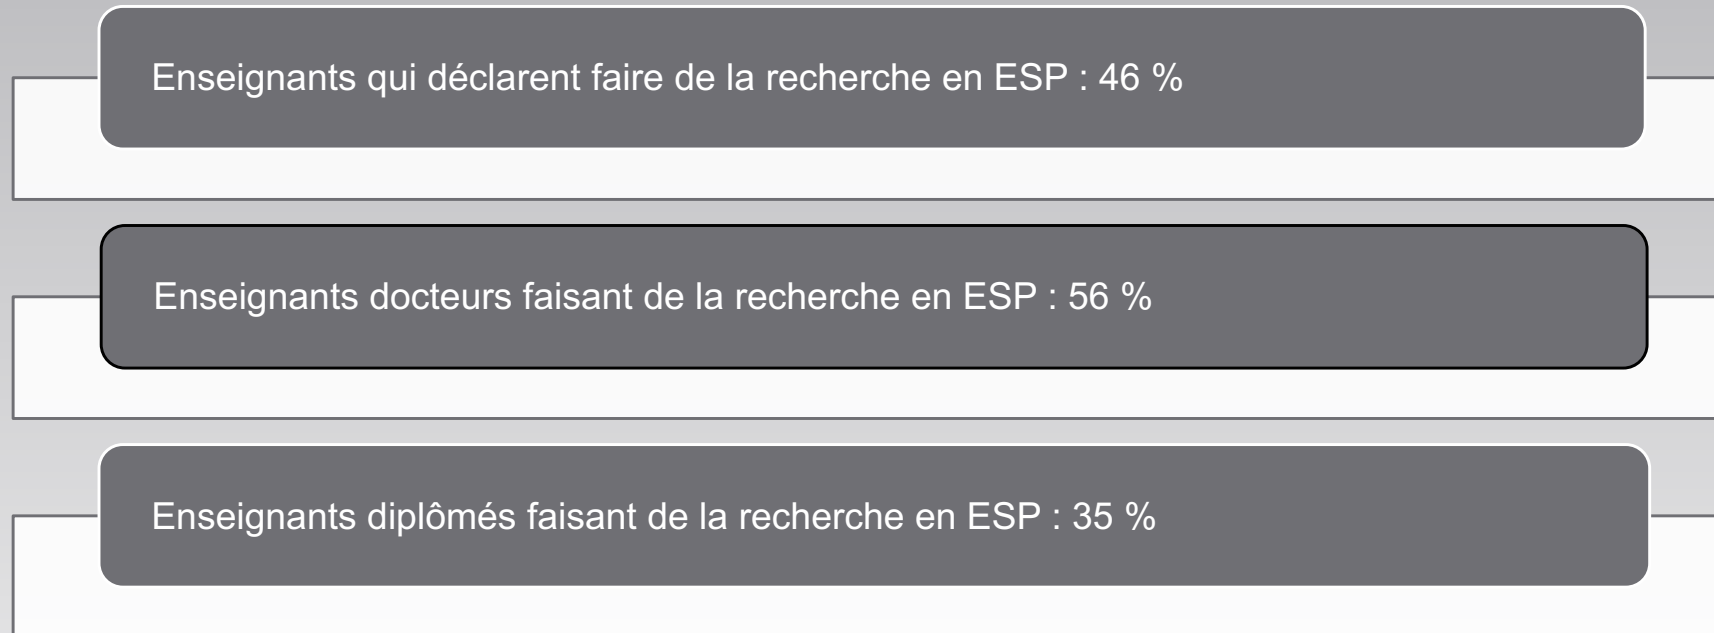 Enseignants qui déclarent faire de la recherche en ESP : 46 %
Enseignants docteurs faisant de la recherche en ESP : 56 %
Enseignants diplômés faisant de la recherche en ESP : 35 %